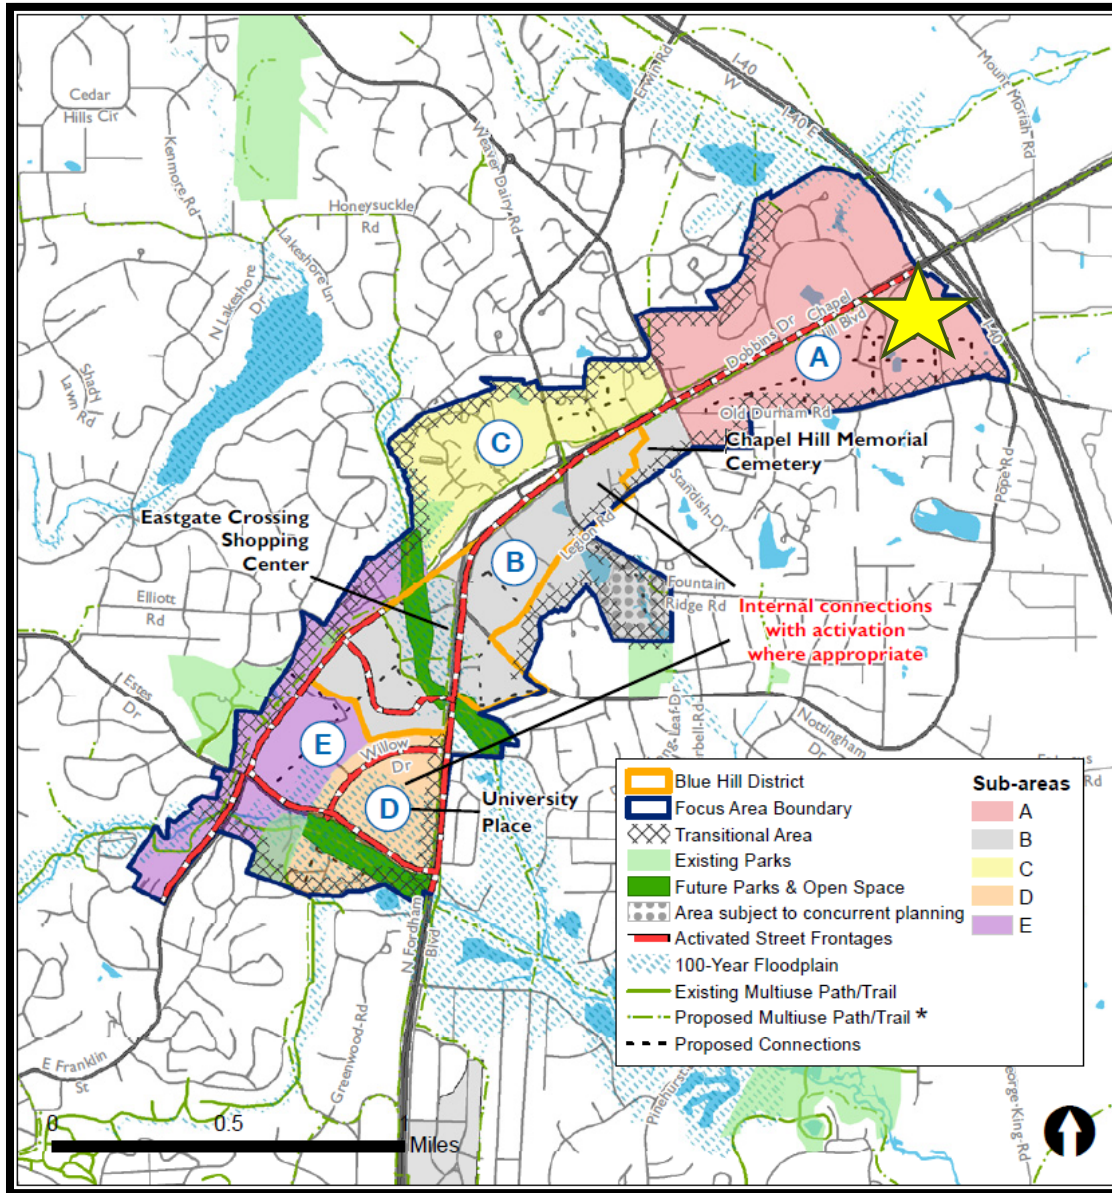 Cedar
Hills Cir
Kenmore Rd
Honeysuckle
Rd
Weaver Dairy Rd
Erwin Rd
I-40
W
I-40 E
Mount Moriah Rd
Lakeshore Ln
N Lakeshore
Dr
Shady
Lawn Rd
Dobbins Dr
Chapel
Hill Blvd
I-40
A
Old Durham Rd
C
Chapel Hill Memorial
Cemetery
Standish Dr
Pope Rd
Eastgate Crossing
Shopping
Center
Legion Rd
B
Elliott
Rd
Fountain
Ridge Rd
Internal connections
with activation
where appropriate
Estes
Dr
E
Willow
Dr
Nottingham
Dr
D
University
Place
Blue Hill District
Focus Area Boundary
Transitional Area
Existing Parks
Future Parks & Open Space
Area subject to concurrent planning
Activated Street Frontages
100-Year Floodplain
Existing Multiuse Path/Trail
Proposed Multiuse Path/Trail *
Proposed Connections
Sub-areas
A
B
C
D
E
Rd
N Fordham
Blvd
Greenwood Rd
E Franklin
St
0 0.5 1
Miles